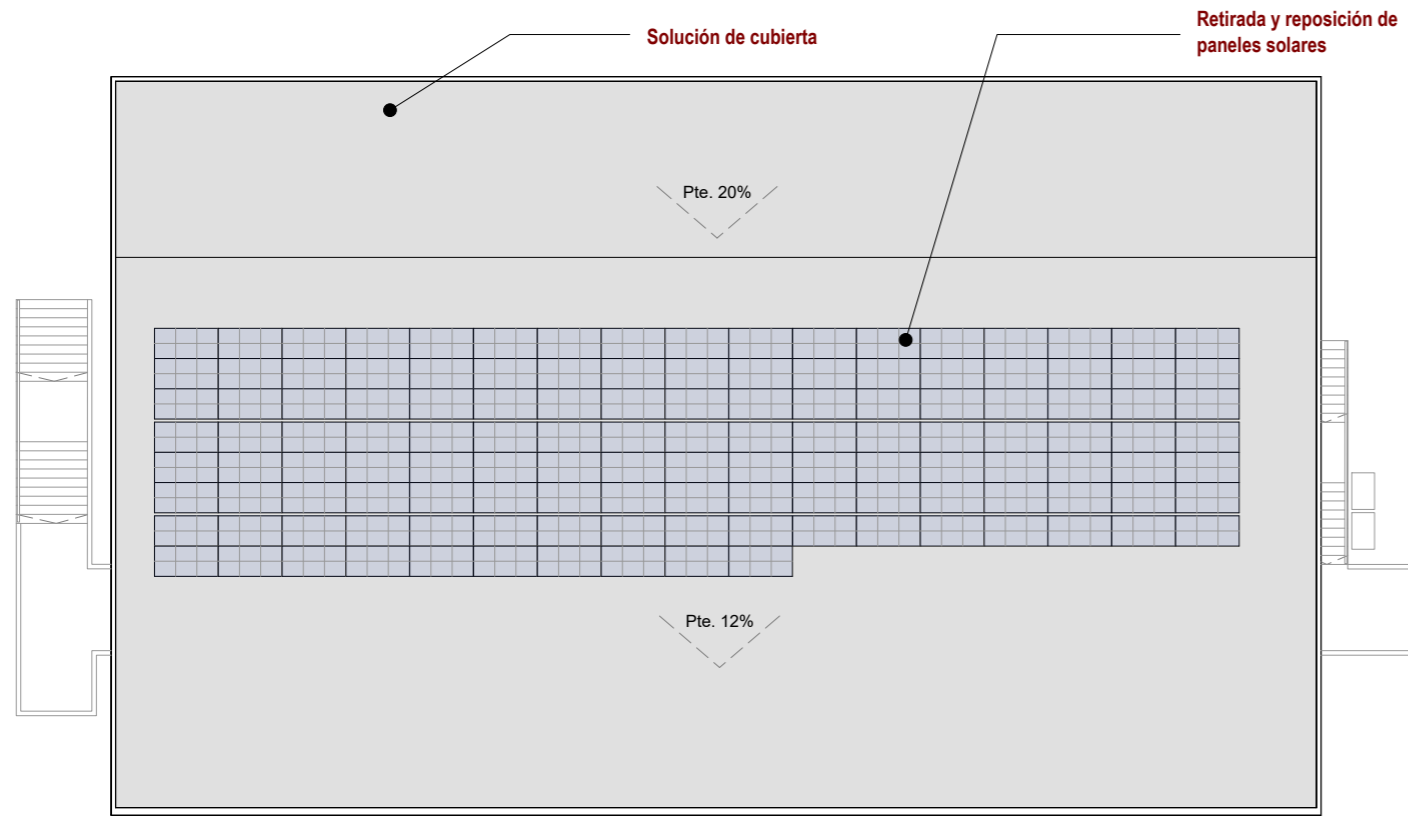 Solución de cubierta
Retirada y reposición de
paneles solares
Pte. 20%
Pte. 12%